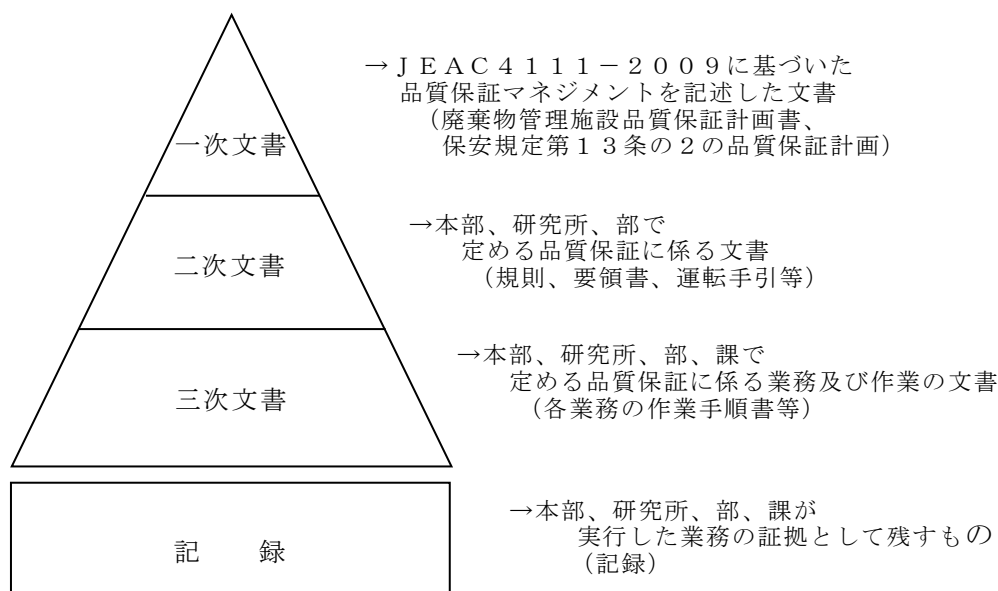 →ＪＥＡＣ４１１１－２００９に基づいた
品質保証マネジメントを記述した文書
（廃棄物管理施設品質保証計画書、
保安規定第１３条の２の品質保証計画）
一次文書
→本部、研究所、部で
定める品質保証に係る文書
（規則、要領書、運転手引等）
二次文書
→本部、研究所、部、課で
定める品質保証に係る業務及び作業の文書
（各業務の作業手順書等）
三次文書
→本部、研究所、部、課が
実行した業務の証拠として残すもの
（記録）
記　　録